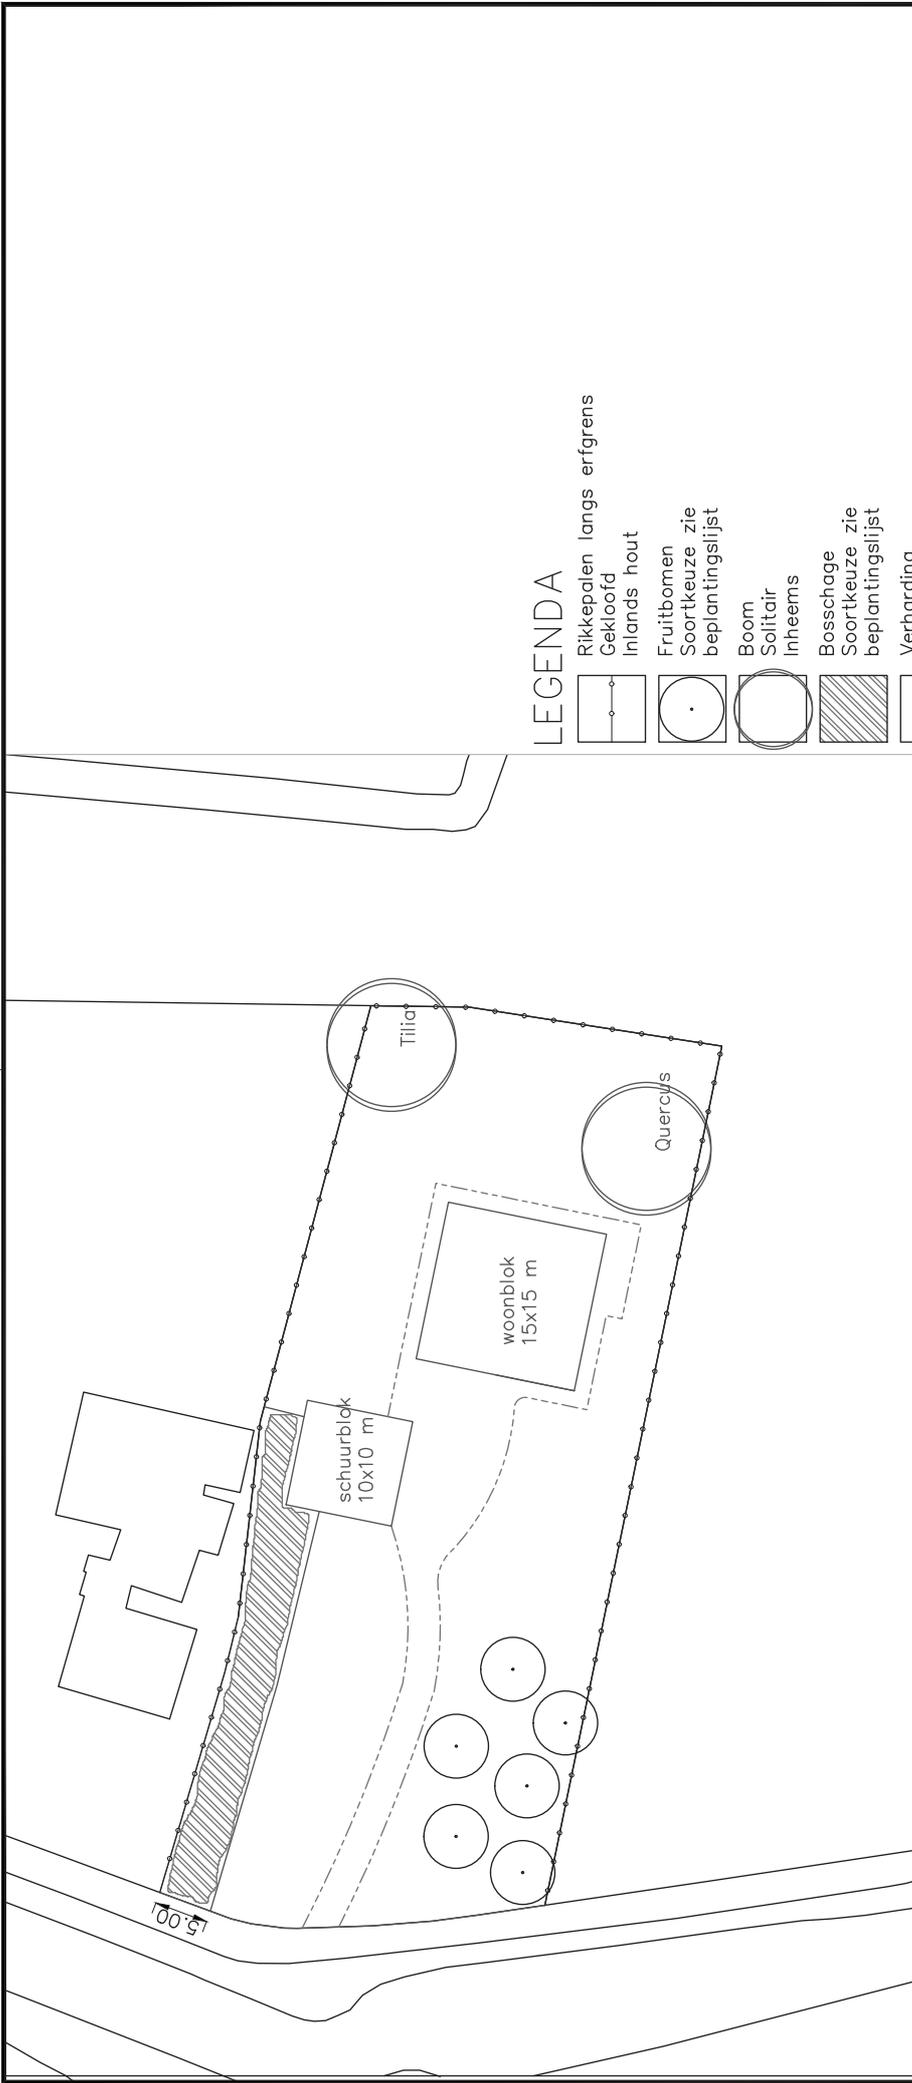 LEGENDA
Rikkepalen langs erfgrens
Gekloofd
Inlands hout
Fruitbomen
Soortkeuze zie
beplantingslijst
Boom
Solitair
Inheems
Bosschage
Soortkeuze zie
beplantingslijst
Verharding
Tilia
Quercus
woonblok
15x15 m
schuurblok
10x10 m
5.00